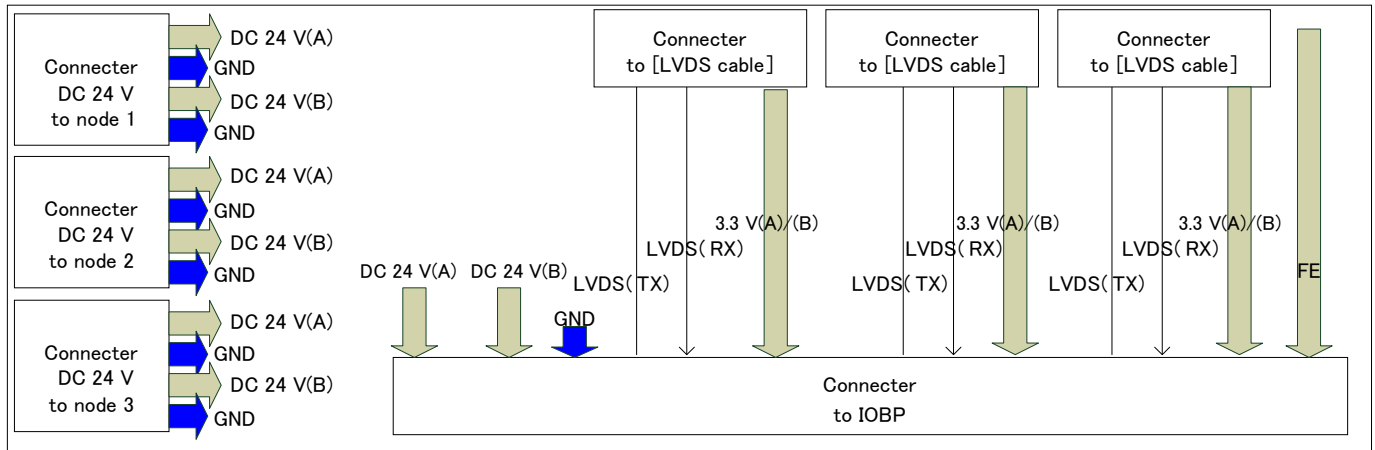 Connecter
DC 24 V
to node 1
DC 24 V(A)
GND
DC 24 V(B)
GND
Connecter
DC 24 V
to node 2
DC 24 V(A)
GND
DC 24 V(B)
GND
Connecter
DC 24 V
to node 3
DC 24 V(A)
GND
DC 24 V(B)
GND
Connecter
to [LVDS cable]
Connecter
to [LVDS cable]
Connecter
to [LVDS cable]
3.3 V(A)/(B)
LVDS( RX)
LVDS( TX)
3.3 V(A)/(B)
LVDS( RX)
LVDS( TX)
3.3 V(A)/(B)
LVDS( RX)
LVDS( TX)
FE
DC 24 V(A)
DC 24 V(B)
GND
Connecter
to IOBP